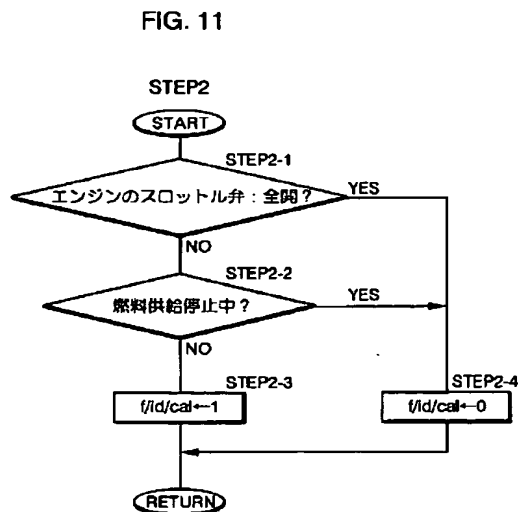 FIG. 11
STEP2
START
STEP2-1
エンジンのスロットル弁：全開？
YES
NO
STEP2-2
燃料供給停止中？
YES
NO
STEP2-3
f/id/cal←1
STEP2-4
f/id/cal←0
RETURN